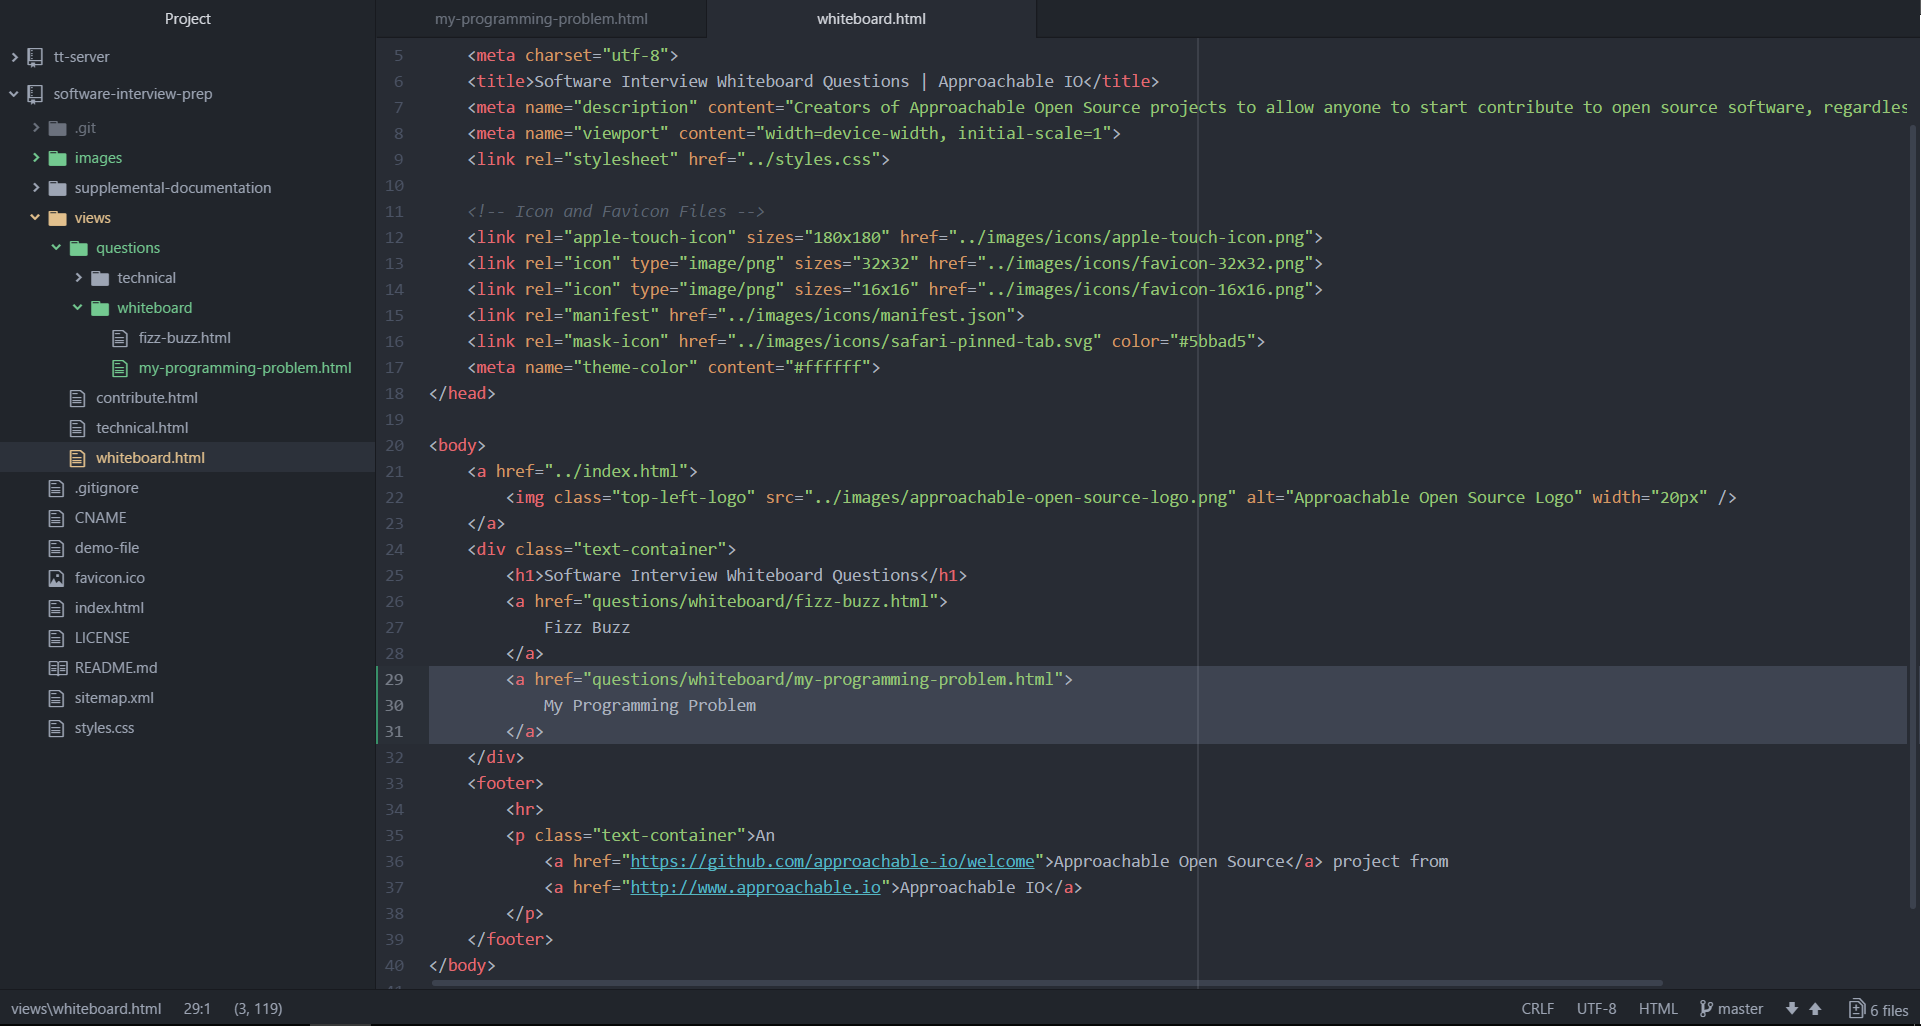 Project
tt-server
software-interview-prep
.git
images
supplemental-documentation
views
questions
technical
whiteboard
fizz-buzz.html
my-programming-problem.html
contribute.html
technical.html
whiteboard.html
.gitignore
CNAME
demo-file
favicon.ico
index.html
LICENSE
README.md
sitemap.xml
styles.css
my-programming-problem.html
whiteboard.html
5 <meta charset="utf-8">
6 <title>Software Interview Whiteboard Questions | Approachable IO</title>
7 <meta name="description" content="Creators of Approachable Open Source projects to allow anyone to start contribute to open source software, regardles
8 <meta name="viewport" content="width=device-width, initial-scale=1">
9 <link rel="stylesheet" href="../styles.css">
10
11 <!-- Icon and Favicon Files -->
12 <link rel="apple-touch-icon" sizes="180x180" href="../images/icons/apple-touch-icon.png">
13 <link rel="icon" type="image/png" sizes="32x32" href="../images/icons/favicon-32x32.png">
14 <link rel="icon" type="image/png" sizes="16x16" href="../images/icons/favicon-16x16.png">
15 <link rel="manifest" href="../images/icons/manifest.json">
16 <link rel="mask-icon" href="../images/icons/safari-pinned-tab.svg" color="#5bbad5">
17 <meta name="theme-color" content="#ffffff">
18 </head>
19
20 <body>
21 <a href="../index.html">
22 <img class="top-left-logo" src="../images/approachable-open-source-logo.png" alt="Approachable Open Source Logo" width="20px" />
23 </a>
24 <div class="text-container">
25 <h1>Software Interview Whiteboard Questions</h1>
26 <a href="questions/whiteboard/fizz-buzz.html">
27 Fizz Buzz
28 </a>
29 <a href="questions/whiteboard/my-programming-problem.html">
30 My Programming Problem
31 </a>
32 </div>
33 <footer>
34 <hr>
35 <p class="text-container">An
36 <a href="https://github.com/approachable-io/welcome">Approachable Open Source</a> project from
37 <a href="http://www.approachable.io">Approachable IO</a>
38 </p>
39 </footer>
40 </body>
views\whiteboard.html 29:1 (3, 119) CRLF UTF-8 HTML master 6 files